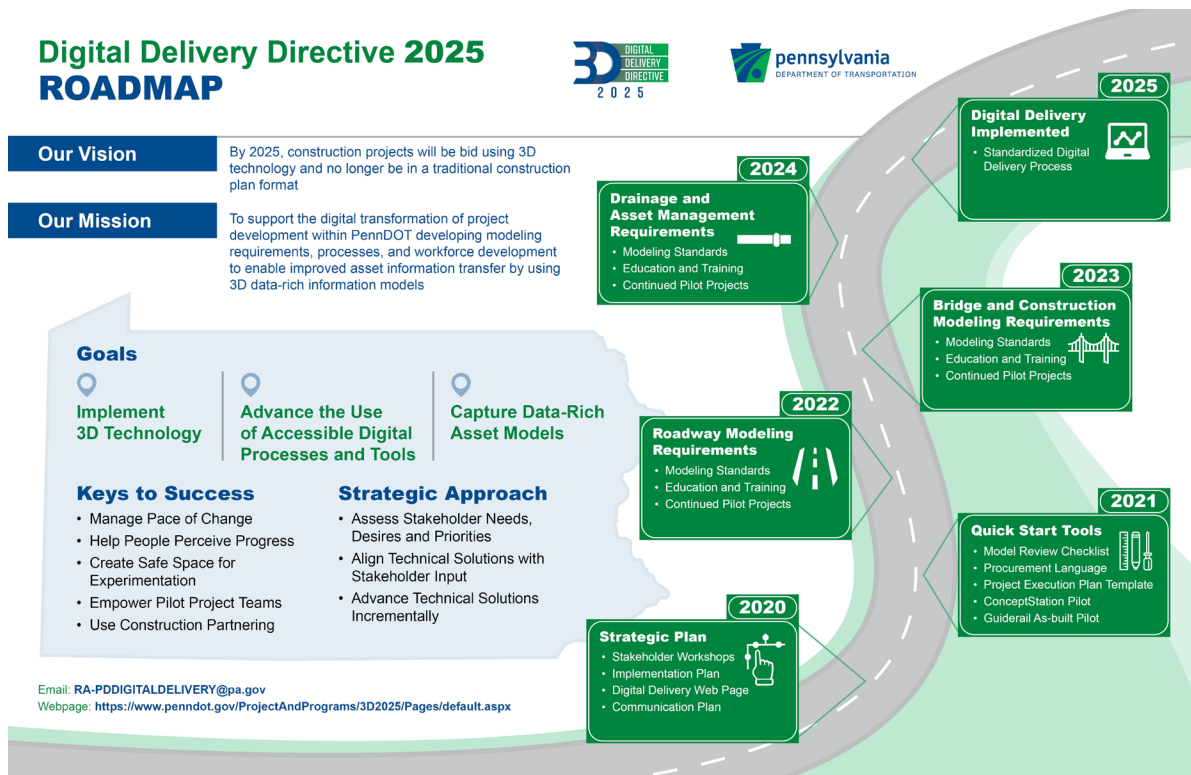 Digital Delivery Directive 2025
ROADMAP
3D DIGITAL
DELIVERY
DIRECTIVE
2025
pennsylvania
DEPARTMENT OF TRANSPORTATION
Our Vision
By 2025, construction projects will be bid using 3D
technology and no longer be in a traditional construction
plan format
Our Mission
To support the digital transformation of project
development within PennDOT developing modeling
requirements, processes, and workforce development
to enable improved asset information transfer by using
3D data-rich information models
Goals
Implement
3D Technology
Advance the Use
of Accessible Digital
Processes and Tools
Capture Data-Rich
Asset Models
Keys to Success
• Manage Pace of Change
• Help People Perceive Progress
• Create Safe Space for
Experimentation
• Empower Pilot Project Teams
• Use Construction Partnering
Strategic Approach
• Assess Stakeholder Needs,
Desires and Priorities
• Align Technical Solutions with
Stakeholder Input
• Advance Technical Solutions
Incrementally
Email: RA-PDDIGITALDELIVERY@pa.gov
Webpage: https://www.penndot.gov/ProjectAndPrograms/3D2025/Pages/default.aspx
2025
Digital Delivery
Implemented
• Standardized Digital
Delivery Process
2024
Drainage and
Asset Management
Requirements
• Modeling Standards
• Education and Training
• Continued Pilot Projects
2023
Bridge and Construction
Modeling Requirements
• Modeling Standards
• Education and Training
• Continued Pilot Projects
2022
Roadway Modeling
Requirements
• Modeling Standards
• Education and Training
• Continued Pilot Projects
2021
Quick Start Tools
• Model Review Checklist
• Procurement Language
• Project Execution Plan Template
• ConceptStation Pilot
• Guiderail As-built Pilot
2020
Strategic Plan
• Stakeholder Workshops
• Implementation Plan
• Digital Delivery Web Page
• Communication Plan